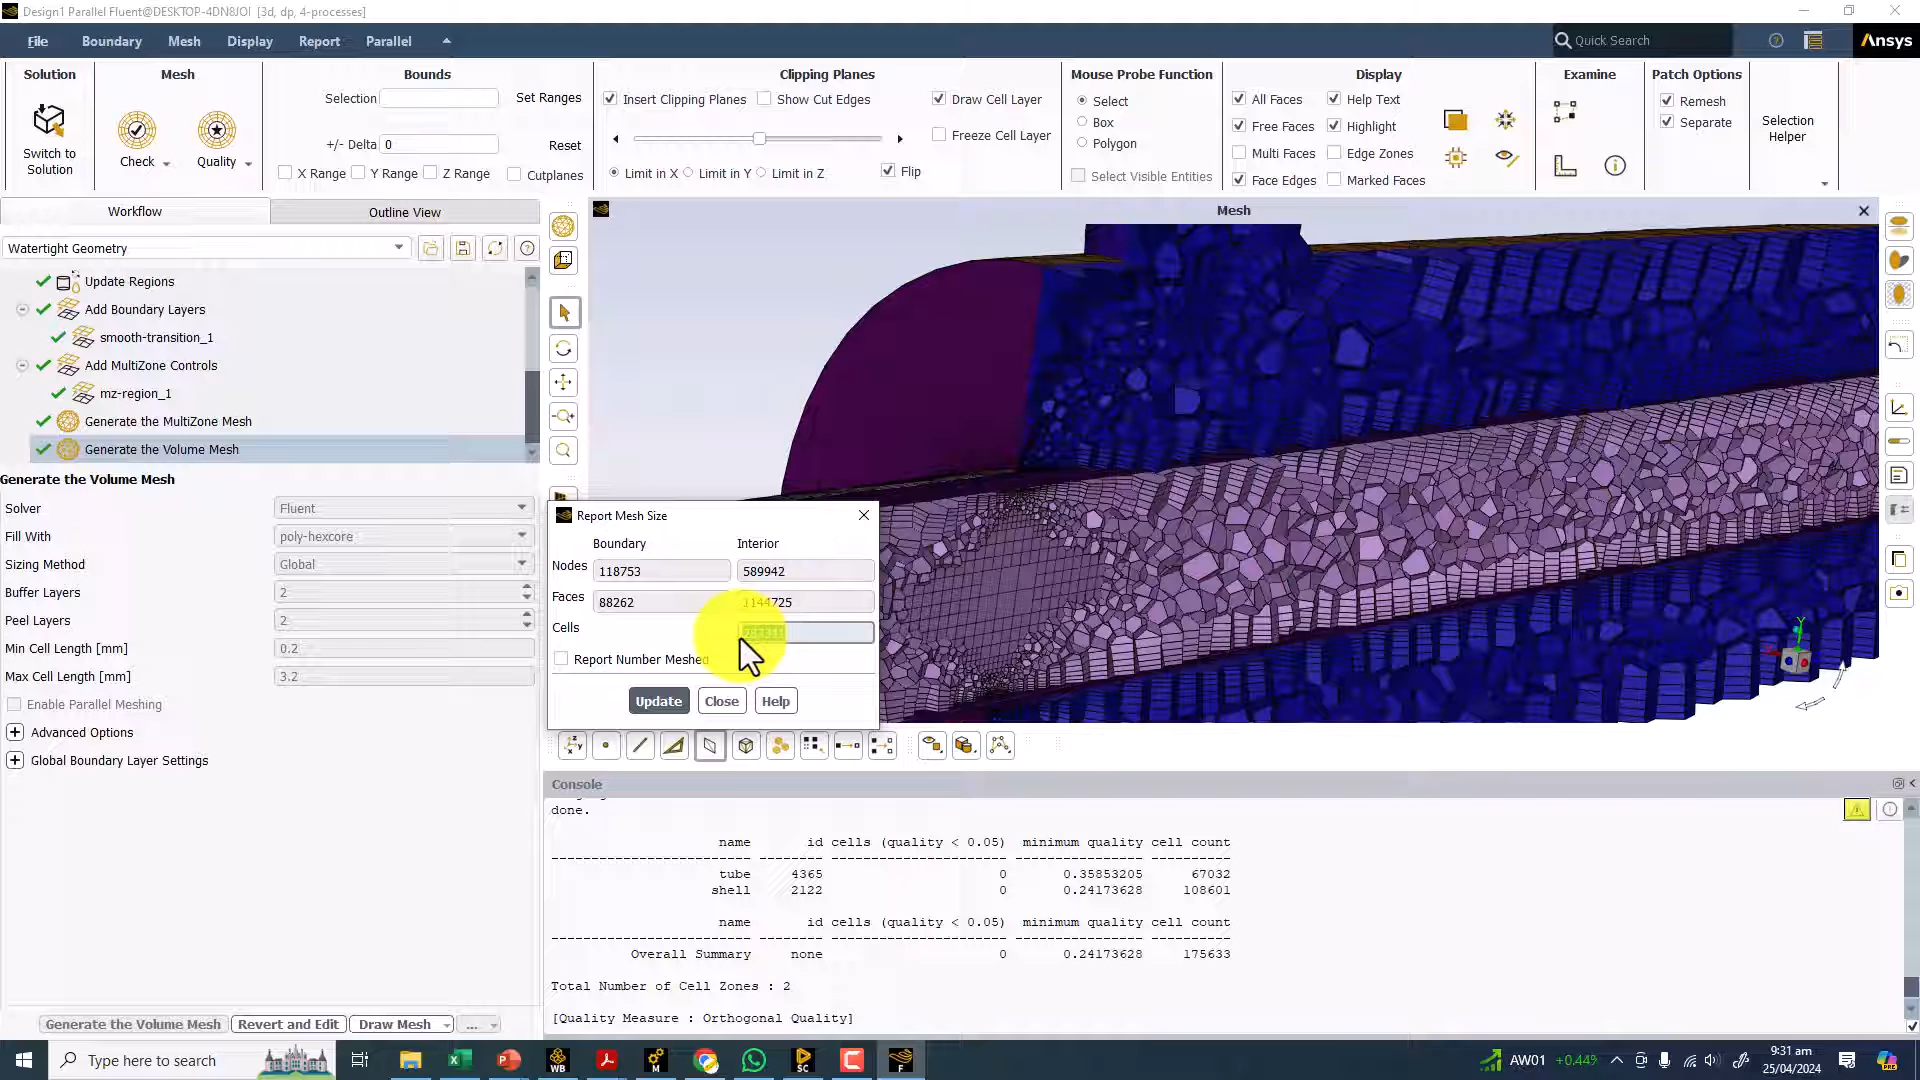 Design1 Parallel Fluent@DESKTOP-4DN8JOI [3d, dp, 4-processes]
File Boundary Mesh Display Report Parallel
Quick Search
Ansys
Solution Mesh Bounds Clipping Planes Mouse Probe Function Display Examine Patch Options
Switch to Solution
Check Quality
Selection Set Ranges
+/- Delta 0 Reset
X Range Y Range Z Range Cutplanes
Insert Clipping Planes Show Cut Edges Draw Cell Layer
Freeze Cell Layer
Limit in X Limit in Y Limit in Z Flip
Select
Box
Polygon
Select Visible Entities
All Faces Help Text
Free Faces Highlight
Multi Faces Edge Zones
Face Edges Marked Faces
Remesh
Separate
Selection Helper
Workflow Outline View
Mesh
Watertight Geometry
Update Regions
Add Boundary Layers
smooth-transition_1
Add MultiZone Controls
mz-region_1
Generate the MultiZone Mesh
Generate the Volume Mesh
Generate the Volume Mesh
Solver Fluent
Fill With poly-hexcore
Sizing Method Global
Buffer Layers 2
Peel Layers 2
Min Cell Length [mm] 0.2
Max Cell Length [mm] 3.2
Enable Parallel Meshing
Advanced Options
Global Boundary Layer Settings
Generate the Volume Mesh Revert and Edit Draw Mesh ...
Report Mesh Size
Boundary Interior
Nodes 118753 589942
Faces 88262 1144725
Cells
Report Number Meshed
Update Close Help
Console
done.
name id cells (quality < 0.05) minimum quality cell count
tube 4365 0 0.35853205 67032
shell 2122 0 0.24173628 108601
name id cells (quality < 0.05) minimum quality cell count
Overall Summary none 0 0.24173628 175633
Total Number of Cell Zones : 2
[Quality Measure : Orthogonal Quality]
Type here to search
AW01 +0.44%
9:31 am
25/04/2024